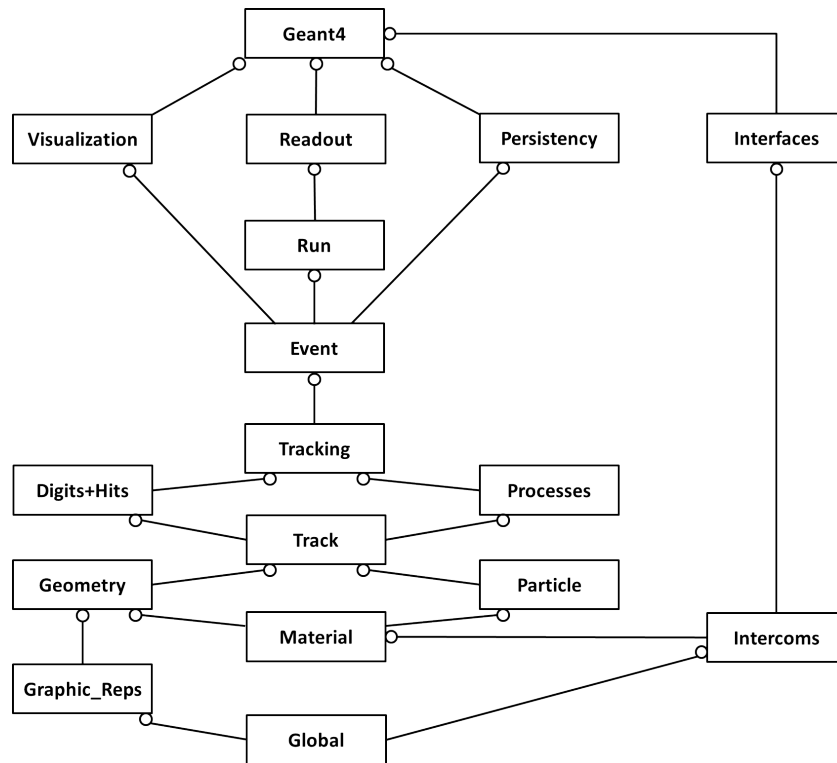 Geant4
Visualization
Readout
Persistency
Interfaces
Run
Event
Tracking
Digits+Hits
Processes
Track
Geometry
Particle
Material
Intercoms
Graphic_Reps
Global